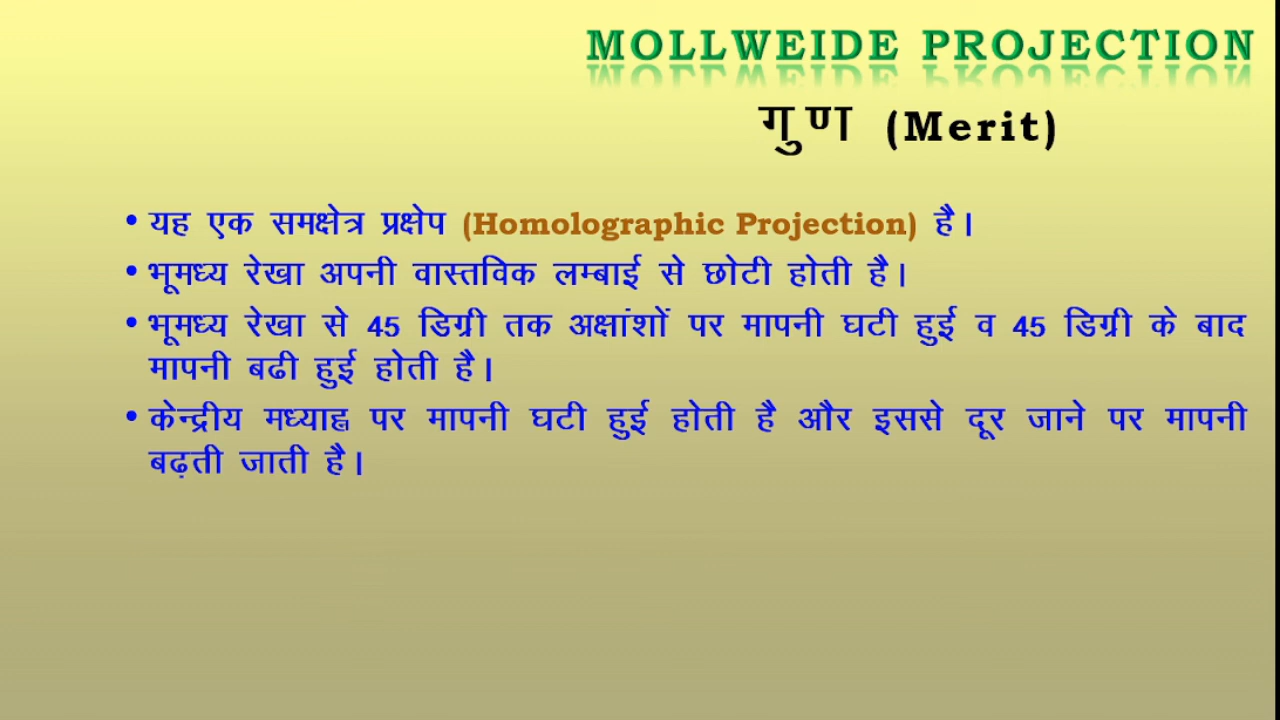 MOLLWEIDE PROJECTION
गुण (Merit)
• यह एक समक्षेत्र प्रक्षेप (Homolographic Projection) है।
• भूमध्य रेखा अपनी वास्तविक लम्बाई से छोटी होती है।
• भूमध्य रेखा से 45 डिग्री तक अक्षांशों पर मापनी घटी हुई व 45 डिग्री के बाद
मापनी बढी हुई होती है।
• केन्द्रीय मध्याह्न पर मापनी घटी हुई होती है और इससे दूर जाने पर मापनी
बढ़ती जाती है।